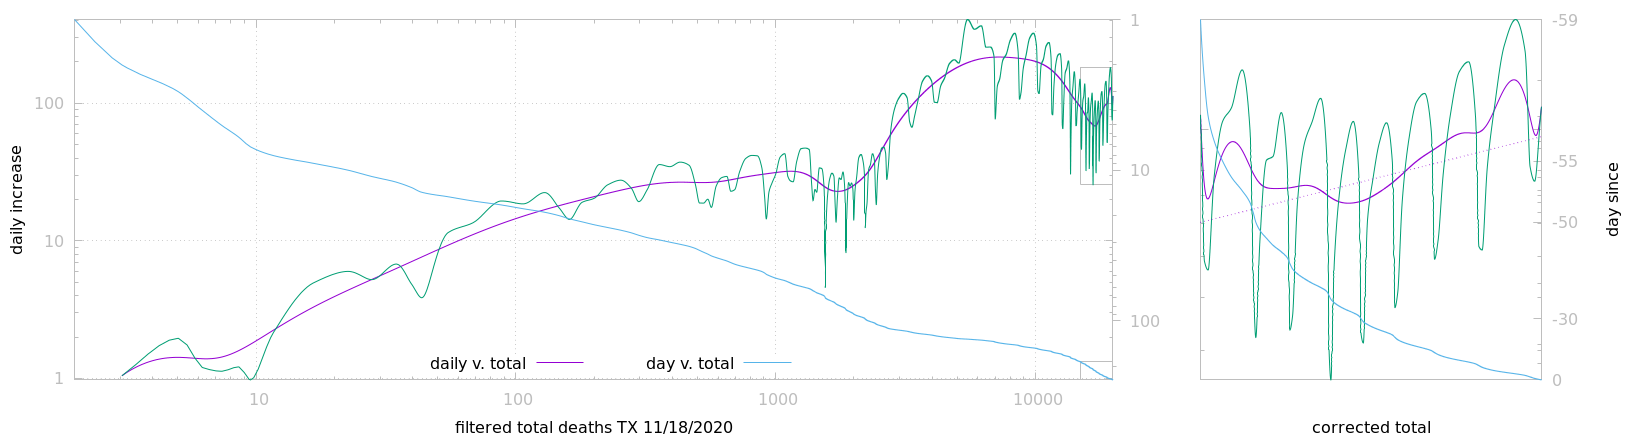 daily increase
100
10
1
daily v. total
day v. total
10
100
1000
10000
filtered total deaths TX 11/18/2020
1
10
100
-59
-55
-50
-30
0
day since
corrected total